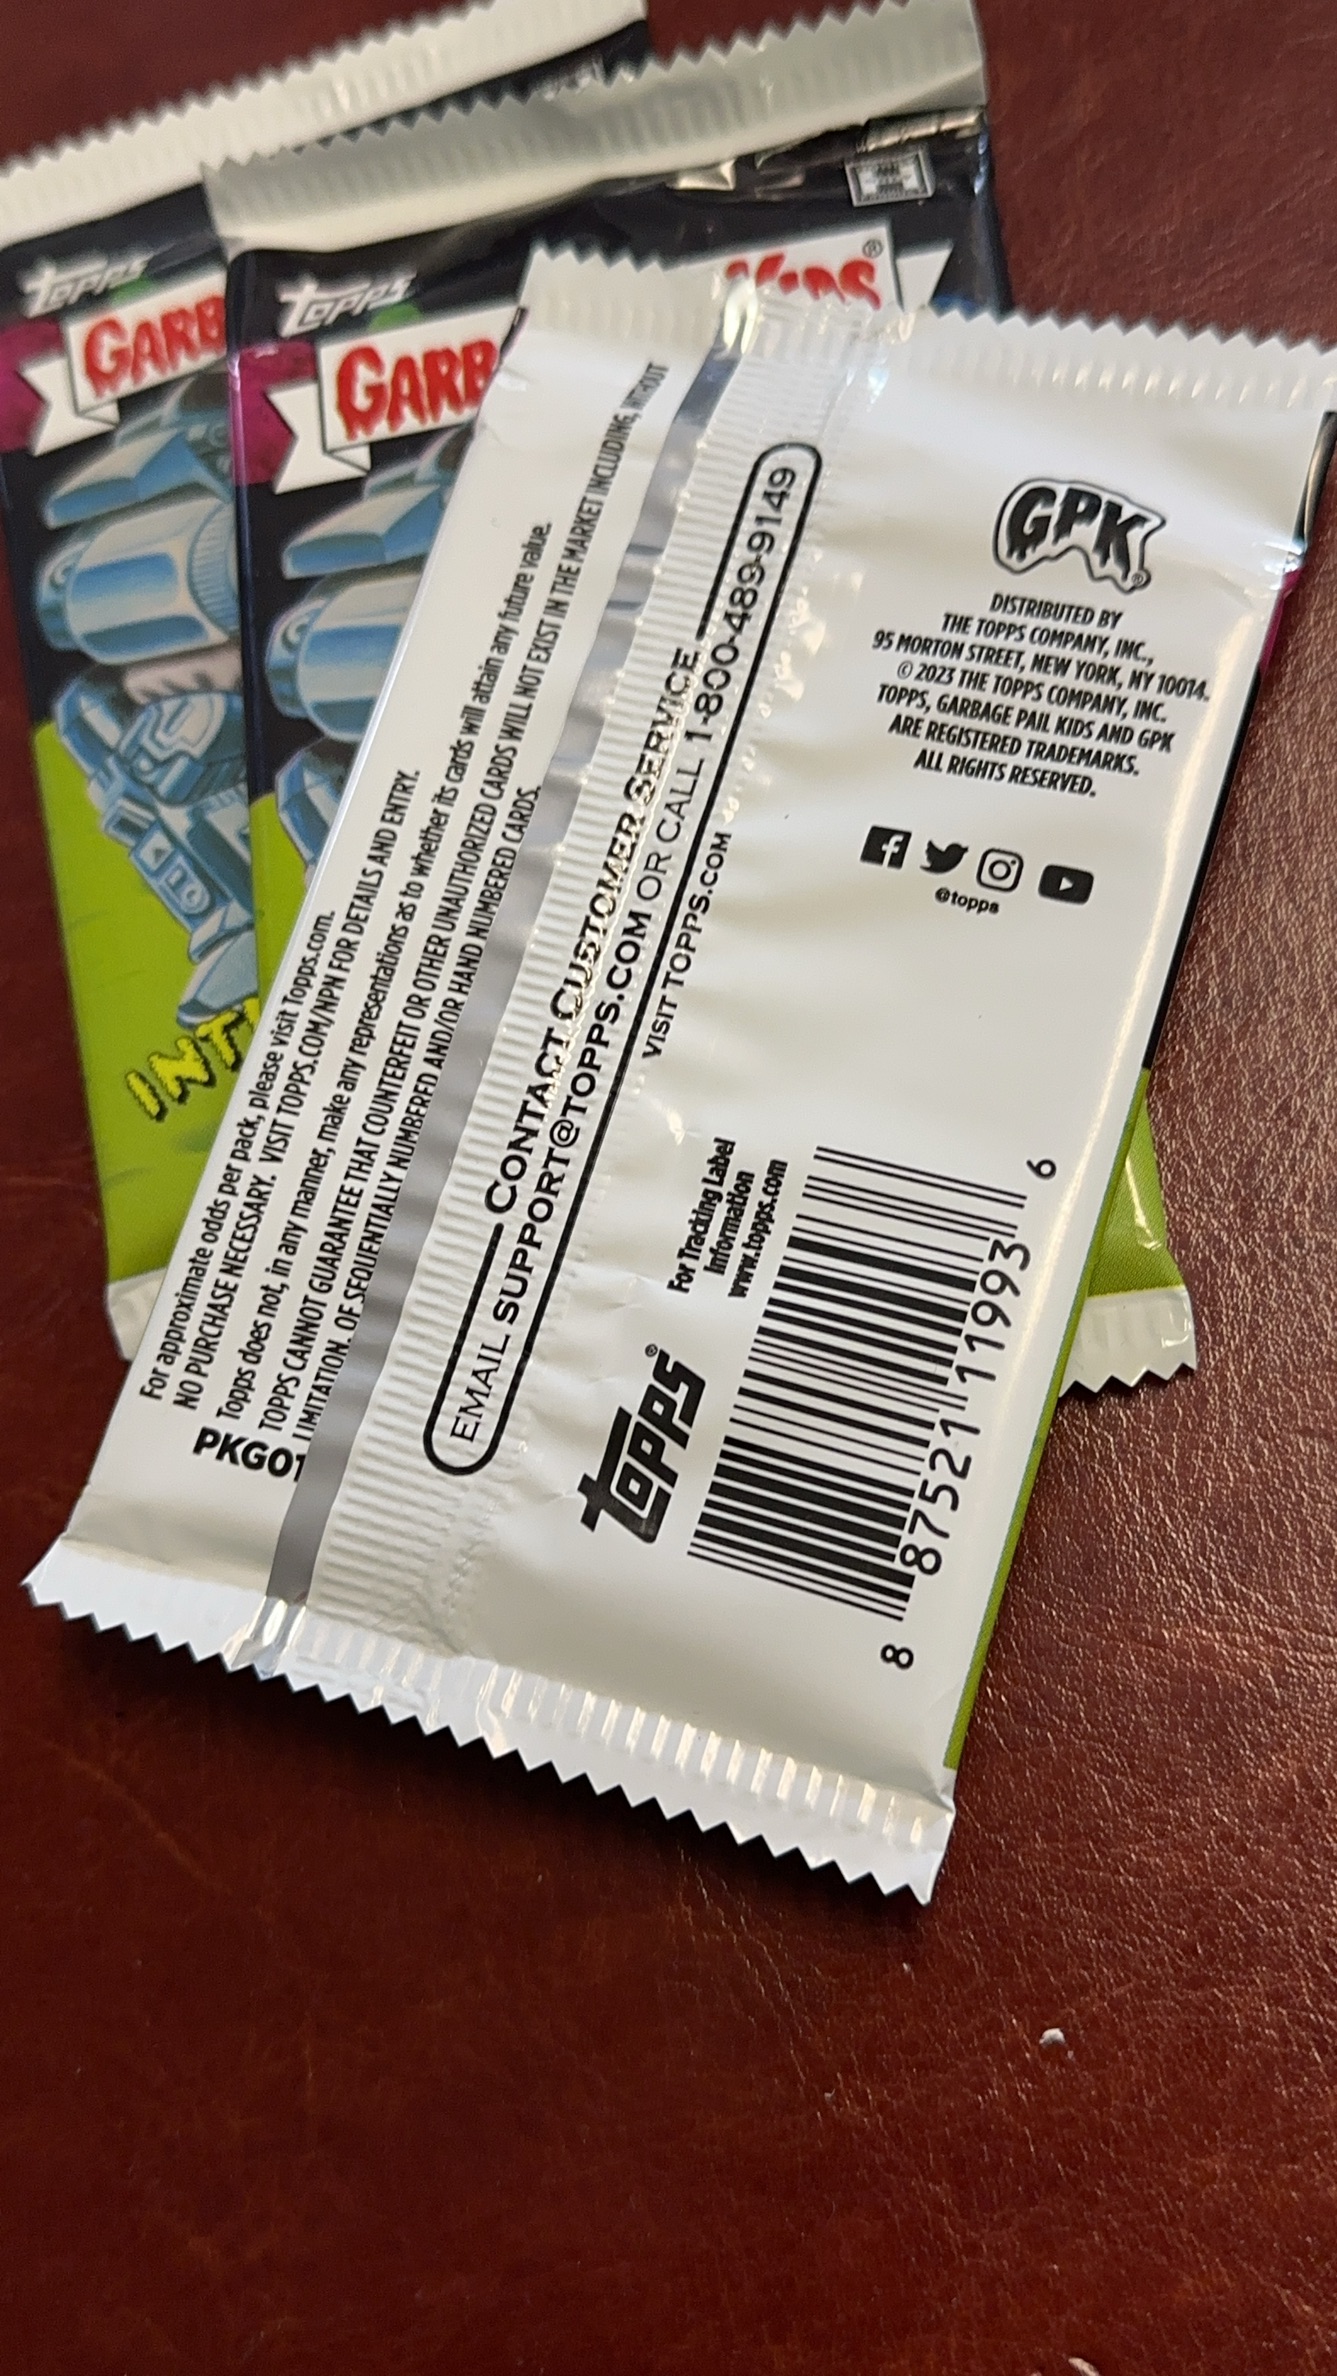 Topps
GARB
Topps
GARB
KIDS®
INT
For approximate odds per pack, please visit Topps.com.
NO PURCHASE NECESSARY. VISIT TOPPS.COM/NPN FOR DETAILS AND ENTRY.
Topps does not, in any manner, make any representations as to whether its cards will attain any future value.
TOPPS CANNOT GUARANTEE THAT COUNTERFEIT OR OTHER UNAUTHORIZED CARDS WILL NOT EXIST IN THE MARKET INCLUDING, WITHOUT
LIMITATION, OF SEQUENTIALLY NUMBERED AND/OR HAND NUMBERED CARDS.
PKG01
CONTACT CUSTOMER SERVICE
EMAIL SUPPORT@TOPPS.COM OR CALL 1-800-489-9149
VISIT TOPPS.COM
For Tracking Label
Information
www.topps.com
Topps®
8 87521 11993 6
GPK®
DISTRIBUTED BY
THE TOPPS COMPANY, INC.,
95 MORTON STREET, NEW YORK, NY 10014.
© 2023 THE TOPPS COMPANY, INC.
TOPPS, GARBAGE PAIL KIDS AND GPK
ARE REGISTERED TRADEMARKS.
ALL RIGHTS RESERVED.
@topps